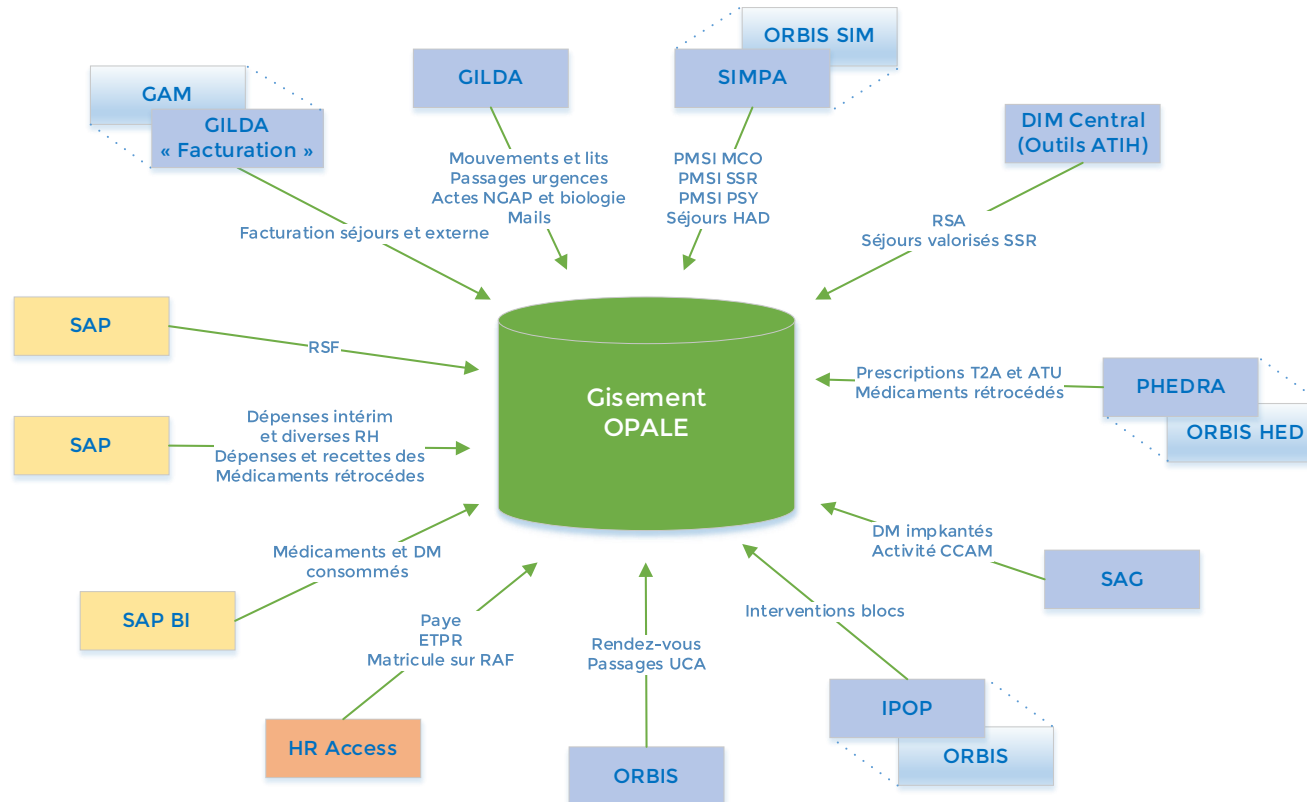 ORBIS SIM
SIMPA
GILDA
GAM
GILDA
« Facturation »
DIM Central
(Outils ATIH)
Mouvements et lits
Passages urgences
Actes NGAP et biologie
Mails
PMSI MCO
PMSI SSR
PMSI PSY
Séjours HAD
RSA
Séjours valorisés SSR
Facturation séjours et externe
SAP
RSF
Prescriptions T2A et ATU
Médicaments rétrocédés
PHEDRA
ORBIS HED
Gisement
OPALE
SAP
Dépenses intérim
et diverses RH
Dépenses et recettes des
Médicaments rétrocédes
DM impkantés
Activité CCAM
SAG
Médicaments et DM
consommés
SAP BI
Interventions blocs
Paye
ETPR
Matricule sur RAF
Rendez-vous
Passages UCA
IPOP
ORBIS
HR Access
ORBIS